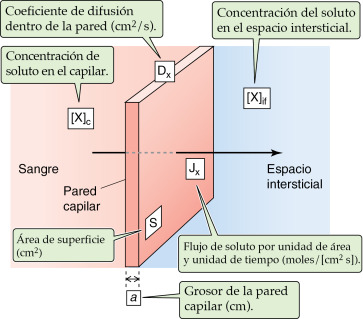 Coeficiente de difusión
dentro de la pared (cm²/s).
Concentración del soluto
en el espacio intersticial.
Concentración de
soluto en el capilar.
Dₓ
[X]c
[X]if
Sangre
Espacio
intersticial
Jₓ
Pared
capilar
S
Área de superficie
(cm²)
Flujo de soluto por unidad de área
y unidad de tiempo (moles/[cm² s]).
a
Grosor de la pared
capilar (cm).